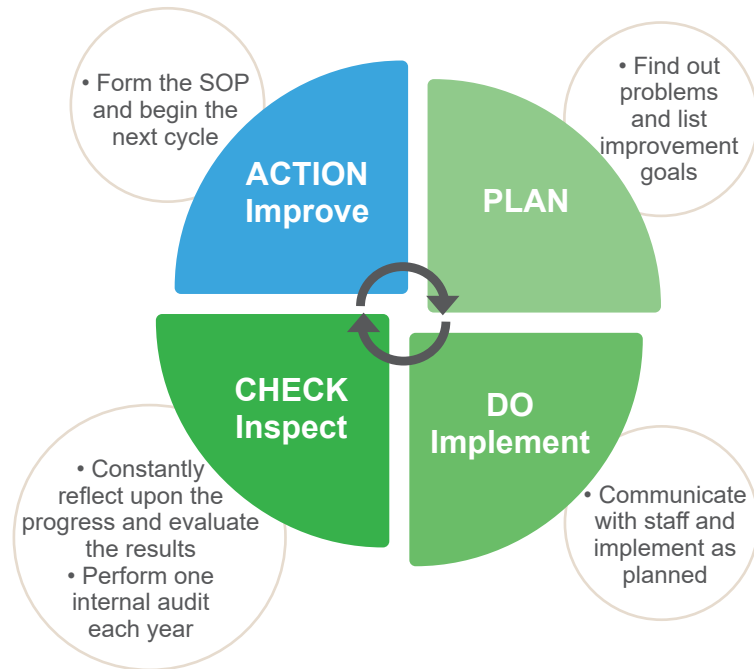 • Form the SOP
and begin the
next cycle
ACTION
Improve
• Find out
problems
and list
improvement
goals
PLAN
CHECK
Inspect
• Constantly
reflect upon the
progress and evaluate
the results
• Perform one
internal audit
each year
DO
Implement
• Communicate
with staff and
implement as
planned